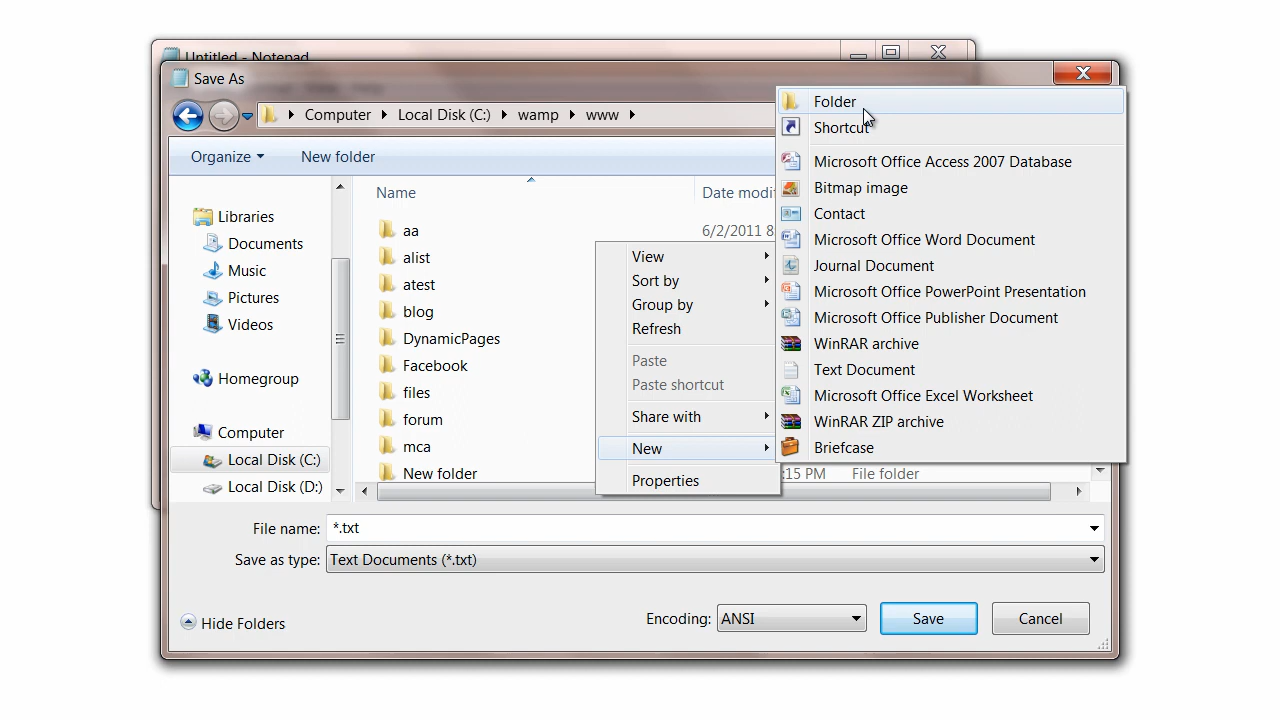 Untitled - Notepad
Save As
Computer Local Disk (C:) wamp www
Organize New folder
Name Date modi
Libraries
Documents
Music
Pictures
Videos
Homegroup
Computer
Local Disk (C:)
Local Disk (D:)
aa 6/2/2011 8
alist
atest
blog
DynamicPages
Facebook
files
forum
mca
New folder :15 PM File folder
View
Sort by
Group by
Refresh
Paste
Paste shortcut
Share with
New
Properties
Folder
Shortcut
Microsoft Office Access 2007 Database
Bitmap image
Contact
Microsoft Office Word Document
Journal Document
Microsoft Office PowerPoint Presentation
Microsoft Office Publisher Document
WinRAR archive
Text Document
Microsoft Office Excel Worksheet
WinRAR ZIP archive
Briefcase
File name: *.txt
Save as type: Text Documents (*.txt)
Hide Folders Encoding: ANSI Save Cancel